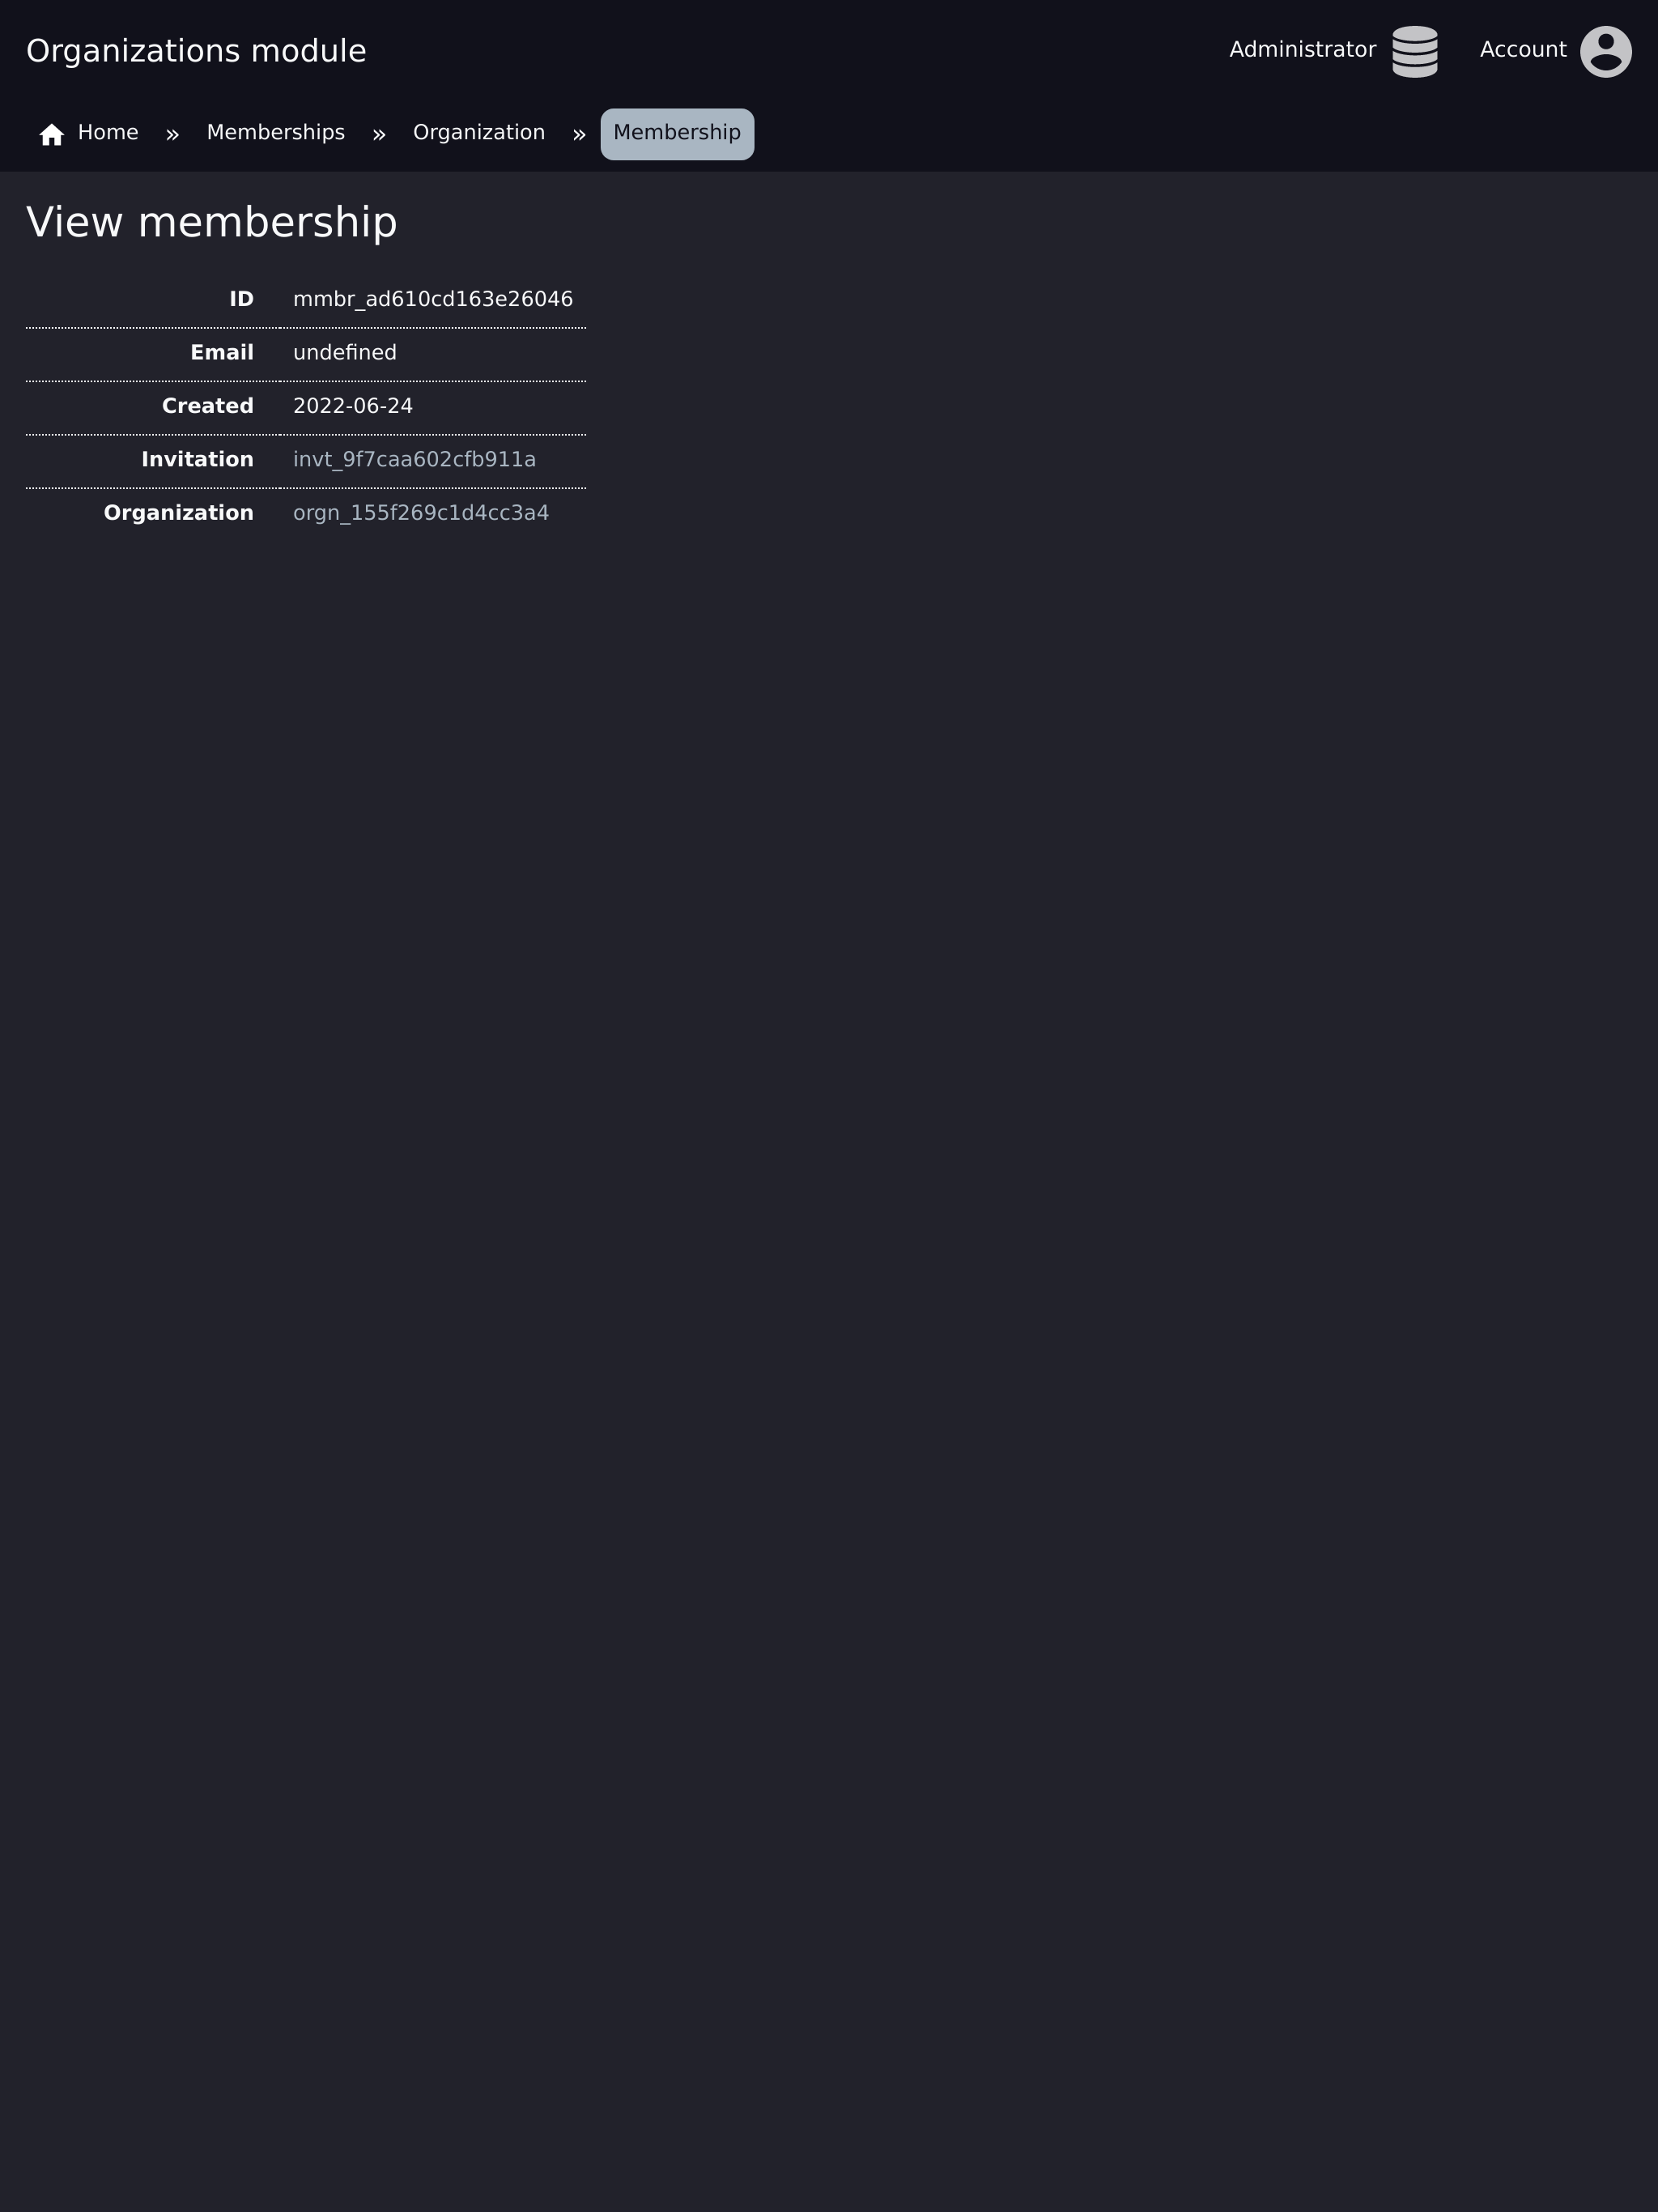 Organizations module
Administrator
Account
Home » Memberships » Organization » Membership
View membership
ID mmbr_ad610cd163e26046
Email undefined
Created 2022-06-24
Invitation invt_9f7caa602cfb911a
Organization orgn_155f269c1d4cc3a4